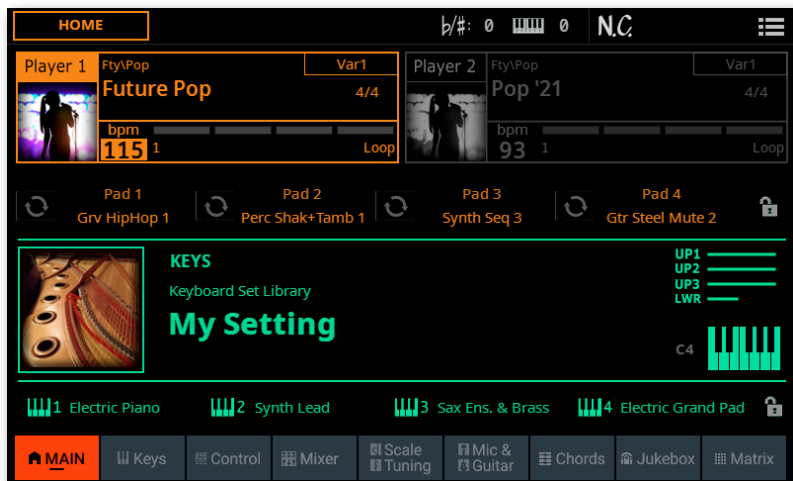 HOME
♭/#: 0 0 N.C.
Player 1 Fty\Pop Var1
Future Pop 4/4
bpm
115 1 Loop
Player 2 Fty\Pop Var1
Pop '21 4/4
bpm
93 1 Loop
Pad 1
Grv HipHop 1
Pad 2
Perc Shak+Tamb 1
Pad 3
Synth Seq 3
Pad 4
Gtr Steel Mute 2
KEYS
Keyboard Set Library
My Setting
UP1
UP2
UP3
LWR
C4
1 Electric Piano
2 Synth Lead
3 Sax Ens. & Brass
4 Electric Grand Pad
MAIN
Keys
Control
Mixer
Scale
Tuning
Mic &
Guitar
Chords
Jukebox
Matrix